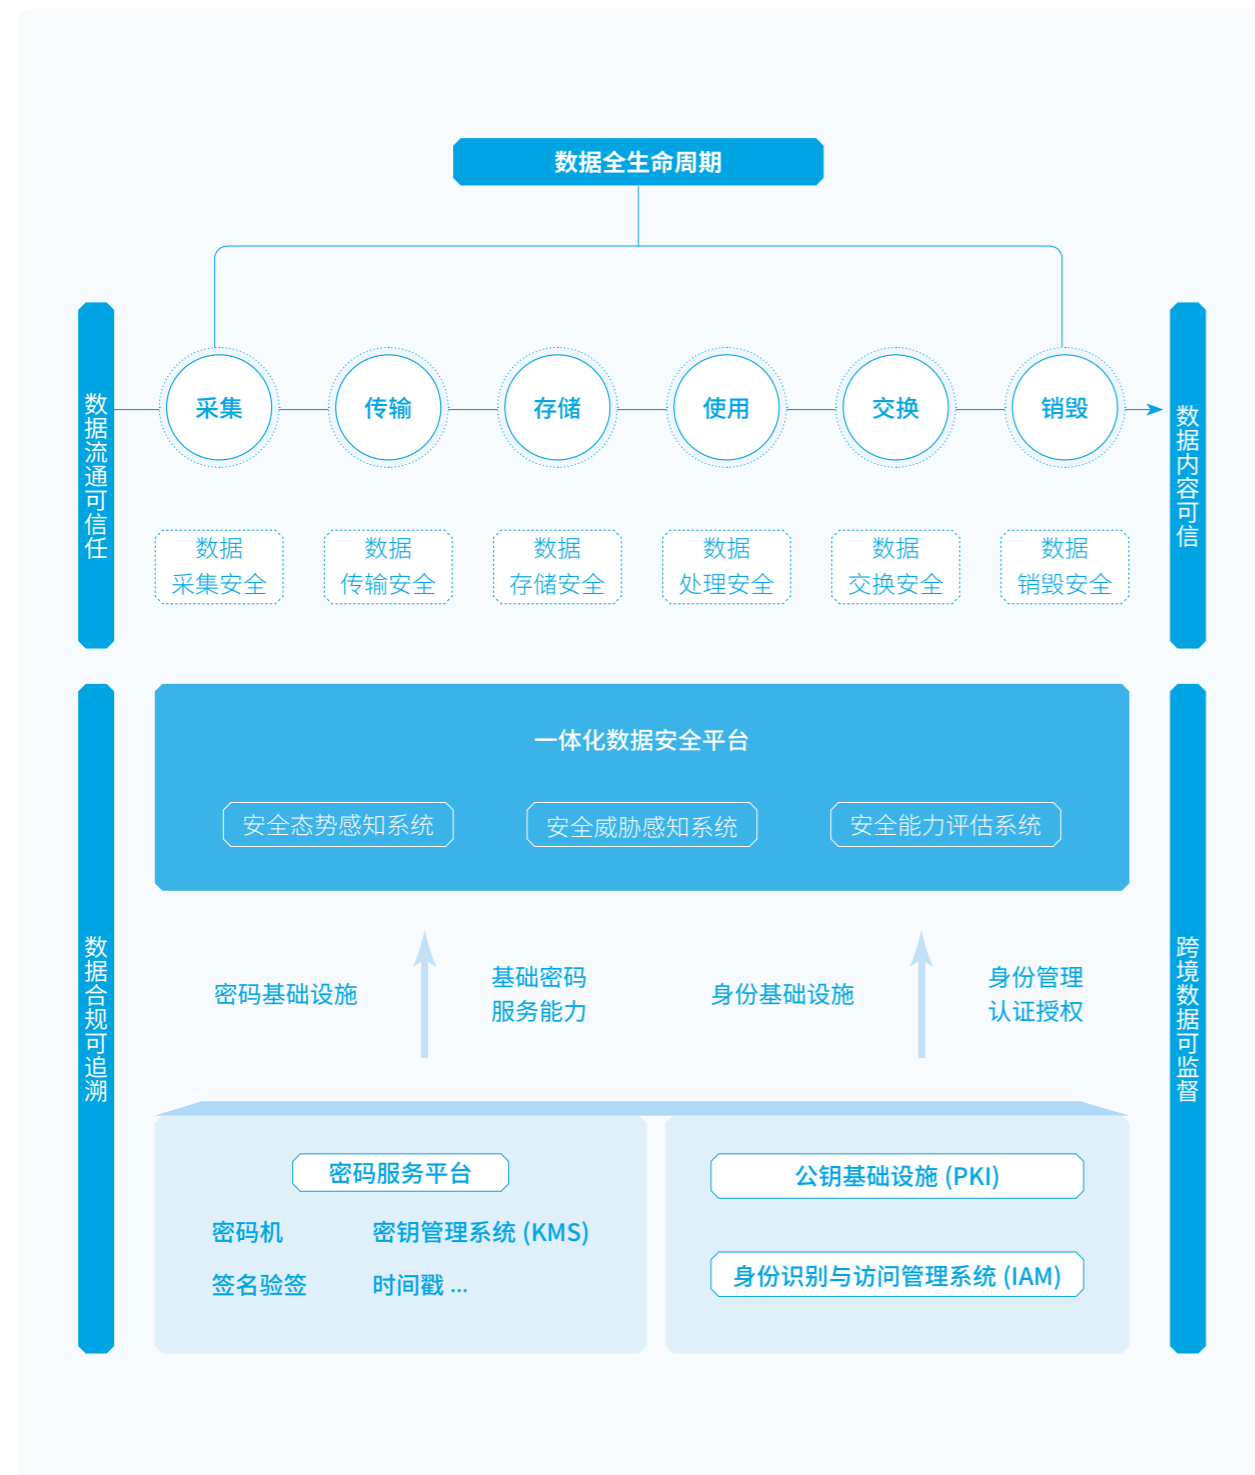 数据全生命周期
数据流通可信任
采集
传输
存储
使用
交换
销毁
数据内容可信
数据
采集安全
数据
传输安全
数据
存储安全
数据
处理安全
数据
交换安全
数据
销毁安全
数据合规可追溯
一体化数据安全平台
安全态势感知系统
安全威胁感知系统
安全能力评估系统
跨境数据可监督
密码基础设施
基础密码
服务能力
身份基础设施
身份管理
认证授权
密码服务平台
密码机
密钥管理系统 (KMS)
签名验签
时间戳 ...
公钥基础设施 (PKI)
身份识别与访问管理系统 (IAM)